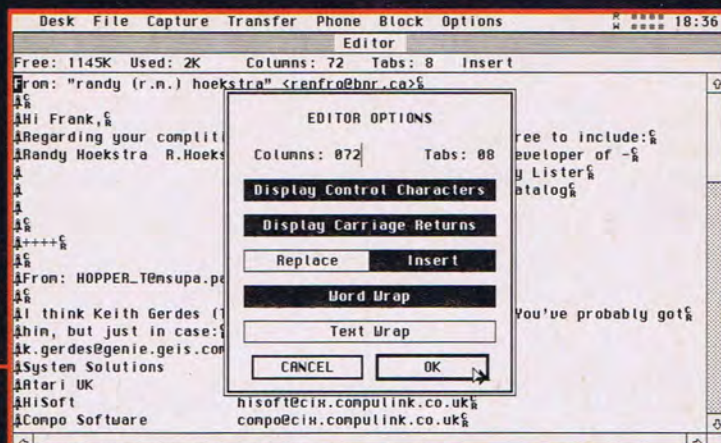 Desk File Capture Transfer Phone Block Options 18:36
Editor
Free: 1145K Used: 2K Columns: 72 Tabs: 8 Insert
From: "randy (r.m.) hoekstra" <renfro@bnr.ca>
Hi Frank,
Regarding your compliti
ree to include:
Randy Hoekstra R.Hoeks
eveloper of -
y Lister
atalog
++++
From: HOPPER_T@msupa.pa
I think Keith Gerdes (
You've probably got
him, but just in case:
k.gerdes@genie.geis.com
System Solutions
Atari UK
HiSoft hisoft@cix.compulink.co.uk
Compo Software compo@cix.compulink.co.uk
EDITOR OPTIONS
Columns: 072 Tabs: 08
Display Control Characters
Display Carriage Returns
Replace Insert
Word Wrap
Text Wrap
CANCEL OK